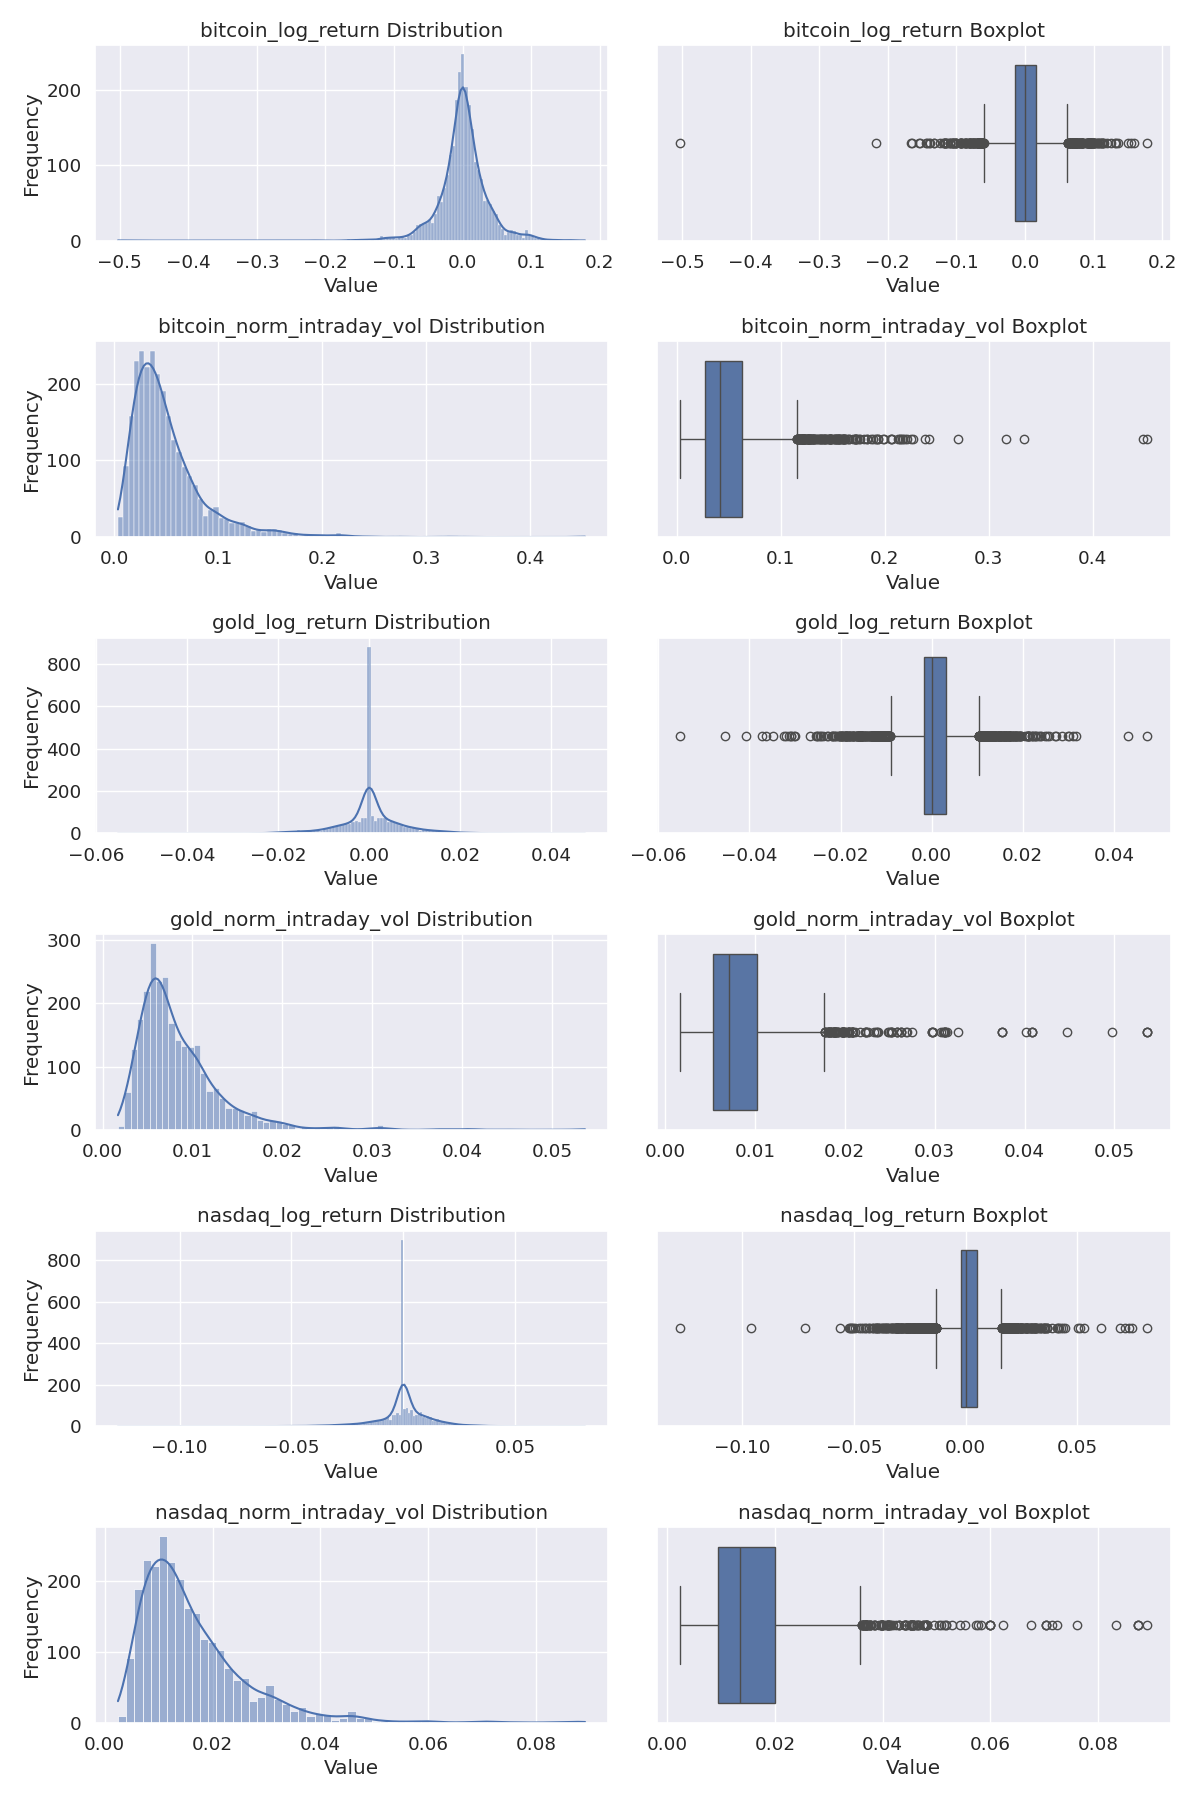 bitcoin_log_return Distribution
bitcoin_log_return Boxplot
Frequency
200
100
0
−0.5 −0.4 −0.3 −0.2 −0.1 0.0 0.1 0.2
Value
−0.5 −0.4 −0.3 −0.2 −0.1 0.0 0.1 0.2
Value
bitcoin_norm_intraday_vol Distribution
bitcoin_norm_intraday_vol Boxplot
Frequency
200
100
0
0.0 0.1 0.2 0.3 0.4
Value
0.0 0.1 0.2 0.3 0.4
Value
gold_log_return Distribution
gold_log_return Boxplot
Frequency
800
600
400
200
0
−0.06 −0.04 −0.02 0.00 0.02 0.04
Value
−0.06 −0.04 −0.02 0.00 0.02 0.04
Value
gold_norm_intraday_vol Distribution
gold_norm_intraday_vol Boxplot
Frequency
300
200
100
0
0.00 0.01 0.02 0.03 0.04 0.05
Value
0.00 0.01 0.02 0.03 0.04 0.05
Value
nasdaq_log_return Distribution
nasdaq_log_return Boxplot
Frequency
800
600
400
200
0
−0.10 −0.05 0.00 0.05
Value
−0.10 −0.05 0.00 0.05
Value
nasdaq_norm_intraday_vol Distribution
nasdaq_norm_intraday_vol Boxplot
Frequency
200
100
0
0.00 0.02 0.04 0.06 0.08
Value
0.00 0.02 0.04 0.06 0.08
Value